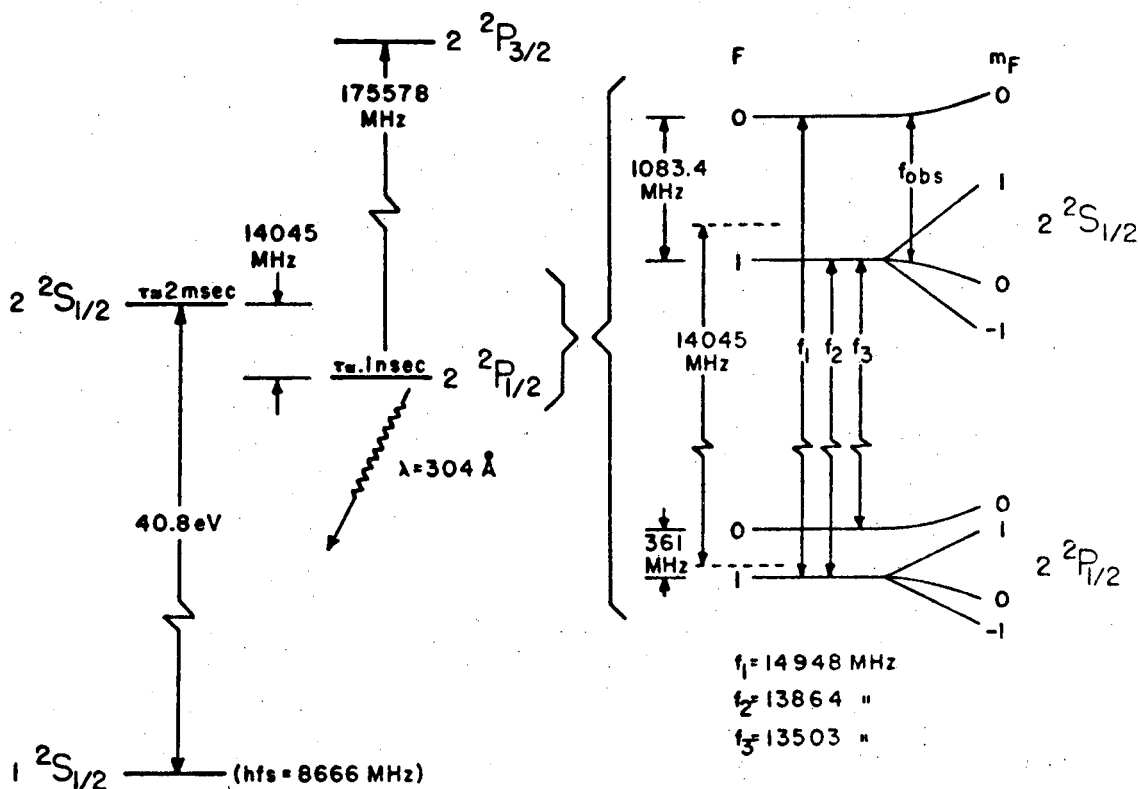 2 ²P₃/₂
175578
MHz
14045
MHz
2 ²S₁/₂
τ≈2msec
τ≈.1nsec
2 ²P₁/₂
λ=304 Å
40.8eV
1 ²S₁/₂
(hfs=8666 MHz)
F
m_F
0
0
1083.4
MHz
f_obs
1
2 ²S₁/₂
1
0
-1
14045
MHz
f₁
f₂
f₃
0
0
1
361
MHz
2 ²P₁/₂
1
0
-1
f₁=14948 MHz
f₂=13864 "
f₃=13503 "